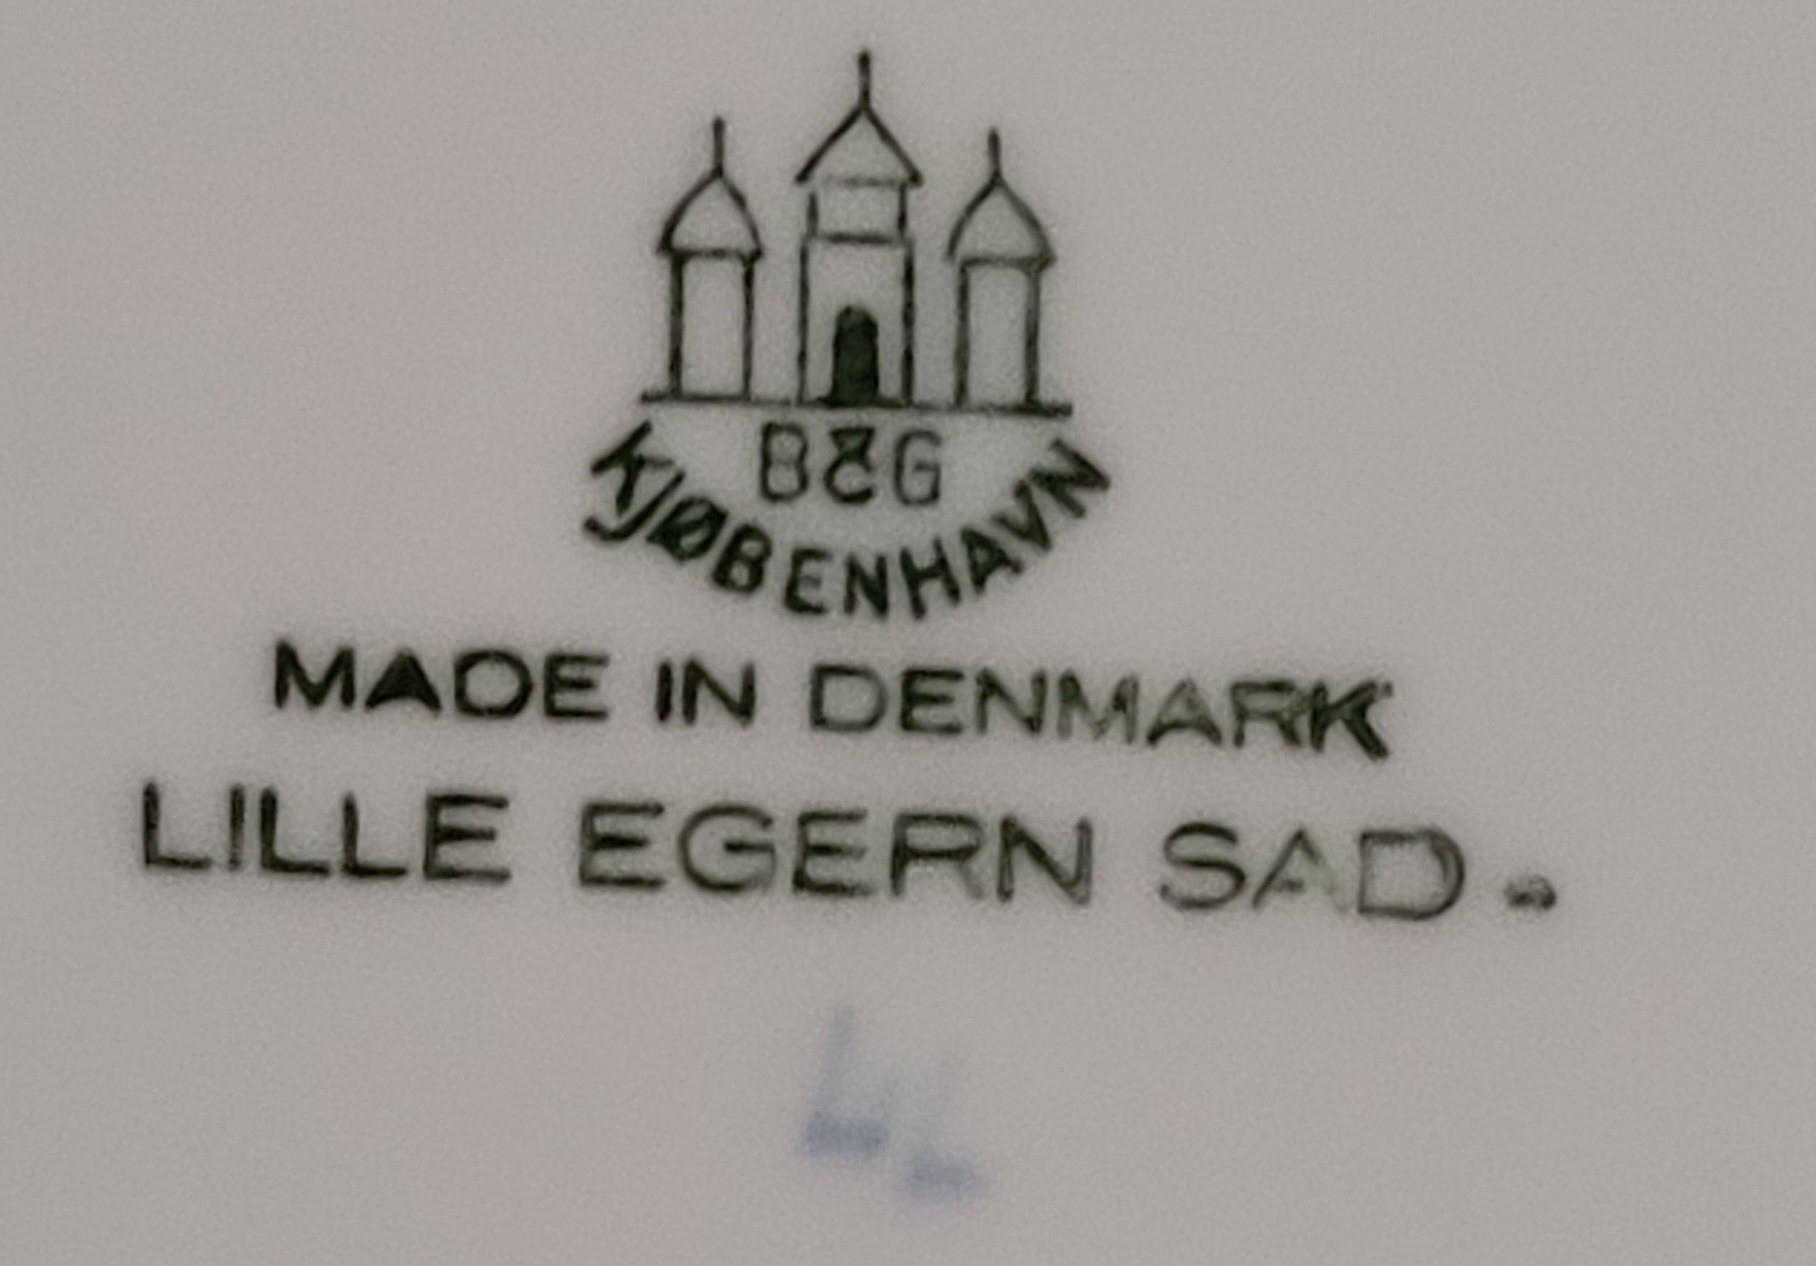 B&G
KJØBENHAVN
MADE IN DENMARK
LILLE EGERN SAD.